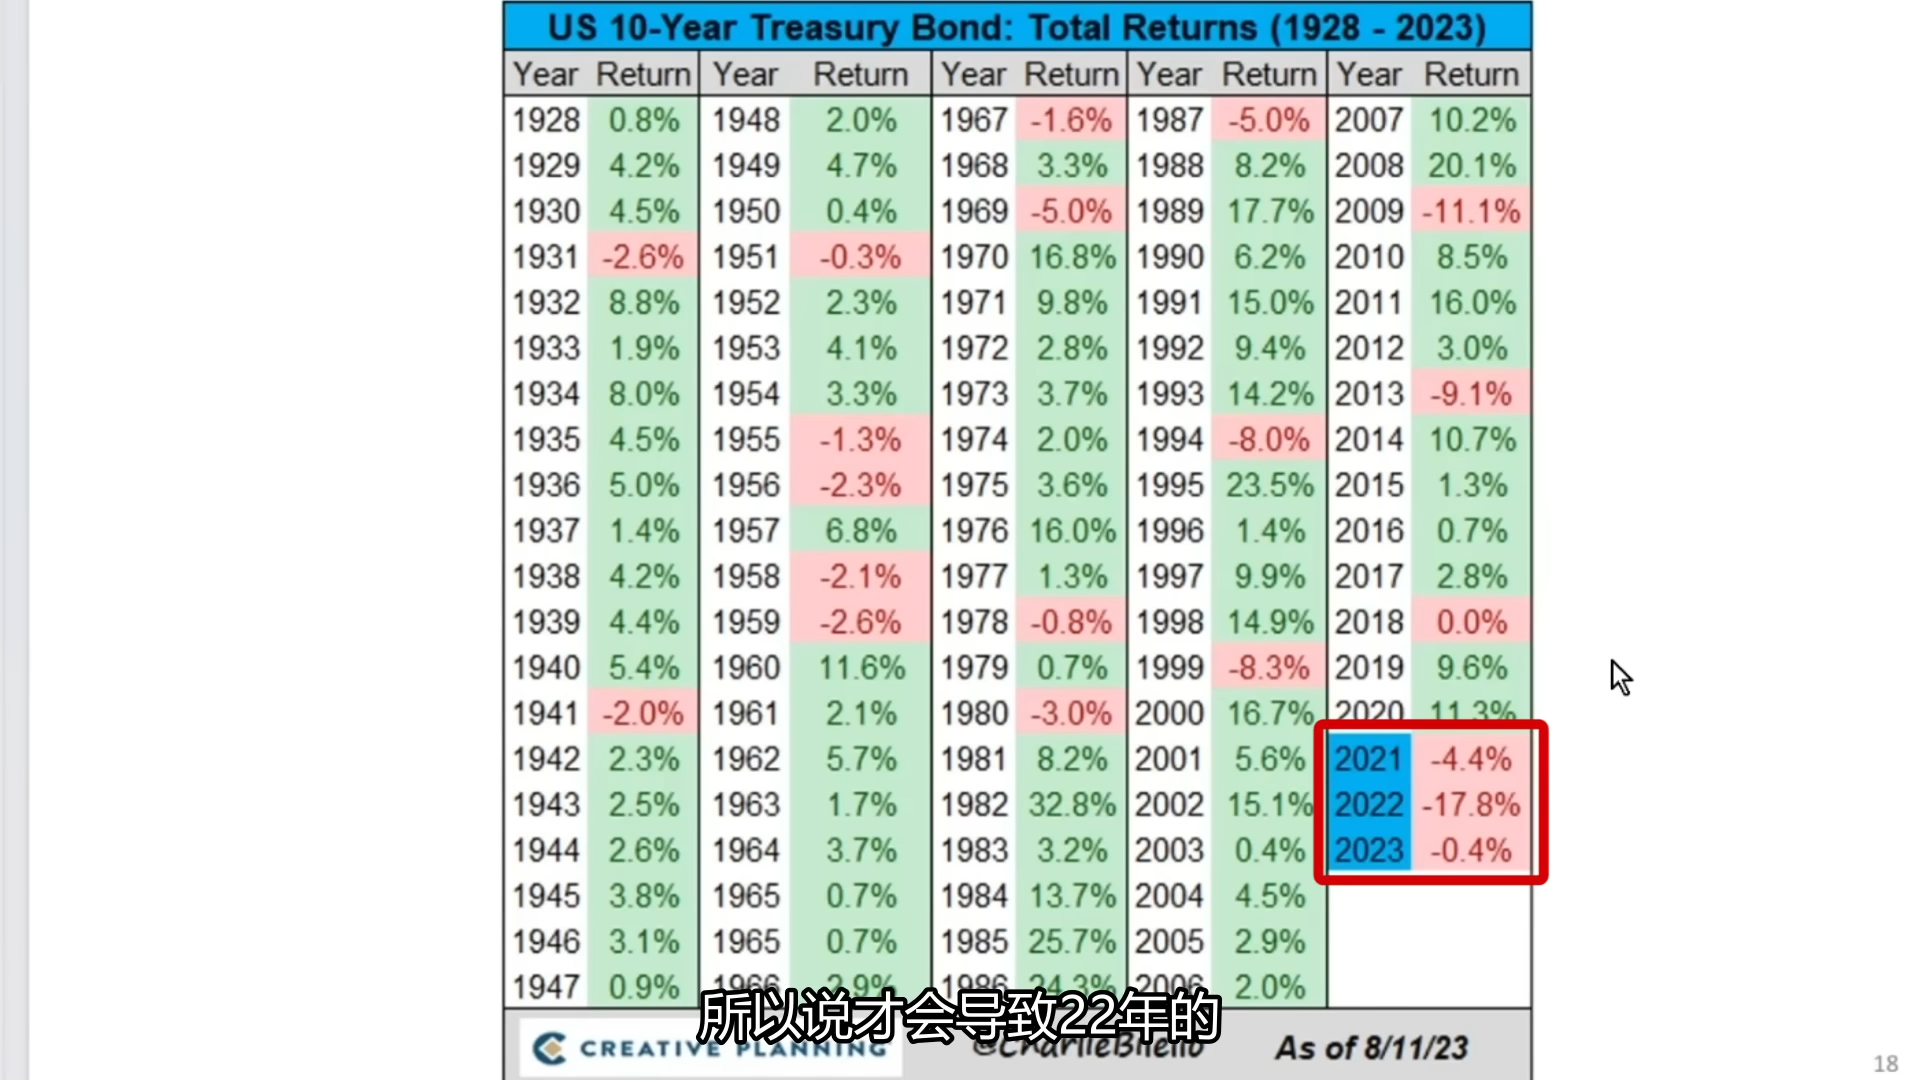 US 10-Year Treasury Bond: Total Returns (1928 - 2023)
Year Return Year Return Year Return Year Return Year Return
1928 0.8% 1948 2.0% 1967 -1.6% 1987 -5.0% 2007 10.2%
1929 4.2% 1949 4.7% 1968 3.3% 1988 8.2% 2008 20.1%
1930 4.5% 1950 0.4% 1969 -5.0% 1989 17.7% 2009 -11.1%
1931 -2.6% 1951 -0.3% 1970 16.8% 1990 6.2% 2010 8.5%
1932 8.8% 1952 2.3% 1971 9.8% 1991 15.0% 2011 16.0%
1933 1.9% 1953 4.1% 1972 2.8% 1992 9.4% 2012 3.0%
1934 8.0% 1954 3.3% 1973 3.7% 1993 14.2% 2013 -9.1%
1935 4.5% 1955 -1.3% 1974 2.0% 1994 -8.0% 2014 10.7%
1936 5.0% 1956 -2.3% 1975 3.6% 1995 23.5% 2015 1.3%
1937 1.4% 1957 6.8% 1976 16.0% 1996 1.4% 2016 0.7%
1938 4.2% 1958 -2.1% 1977 1.3% 1997 9.9% 2017 2.8%
1939 4.4% 1959 -2.6% 1978 -0.8% 1998 14.9% 2018 0.0%
1940 5.4% 1960 11.6% 1979 0.7% 1999 -8.3% 2019 9.6%
1941 -2.0% 1961 2.1% 1980 -3.0% 2000 16.7% 2020 11.3%
1942 2.3% 1962 5.7% 1981 8.2% 2001 5.6% 2021 -4.4%
1943 2.5% 1963 1.7% 1982 32.8% 2002 15.1% 2022 -17.8%
1944 2.6% 1964 3.7% 1983 3.2% 2003 0.4% 2023 -0.4%
1945 3.8% 1965 0.7% 1984 13.7% 2004 4.5%
1946 3.1% 1965 0.7% 1985 25.7% 2005 2.9%
1947 0.9% 1966 2.9% 1986 24.3% 2006 2.0%
所以说才会导致22年的
CREATIVE PLANNING @CharlieBilello As of 8/11/23
18